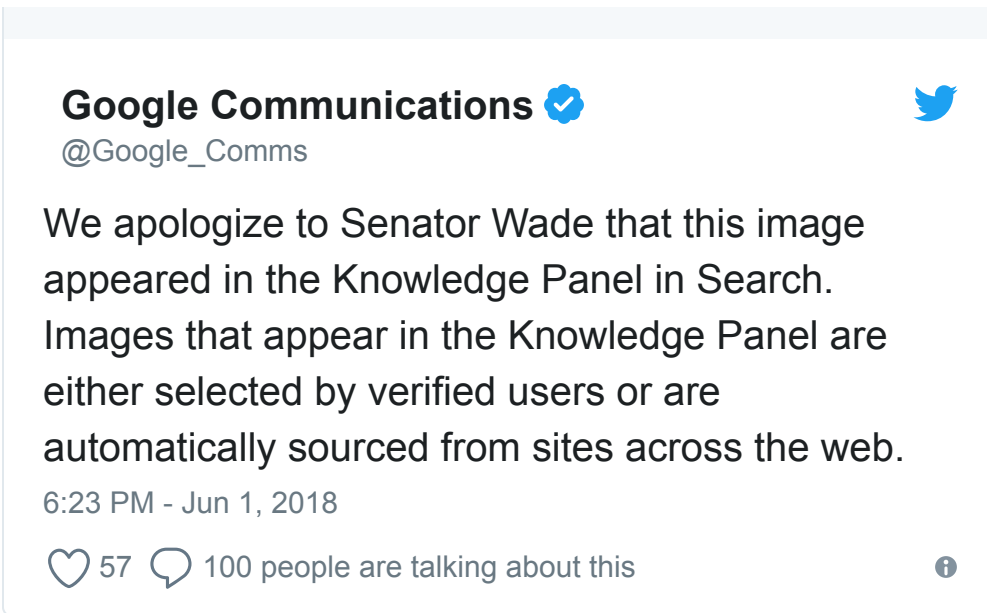 Google Communications
@Google_Comms
We apologize to Senator Wade that this image
appeared in the Knowledge Panel in Search.
Images that appear in the Knowledge Panel are
either selected by verified users or are
automatically sourced from sites across the web.
6:23 PM - Jun 1, 2018
57 100 people are talking about this